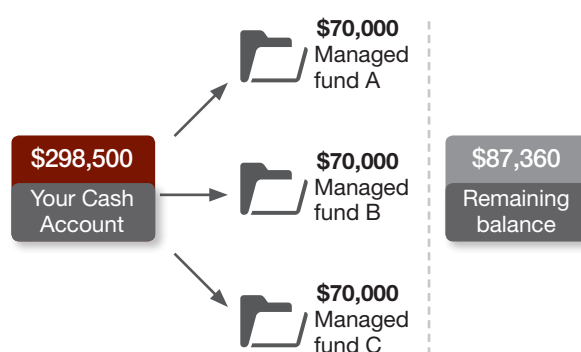 $70,000
Managed
fund A
$298,500
Your Cash
Account
$70,000
Managed
fund B
$87,360
Remaining
balance
$70,000
Managed
fund C